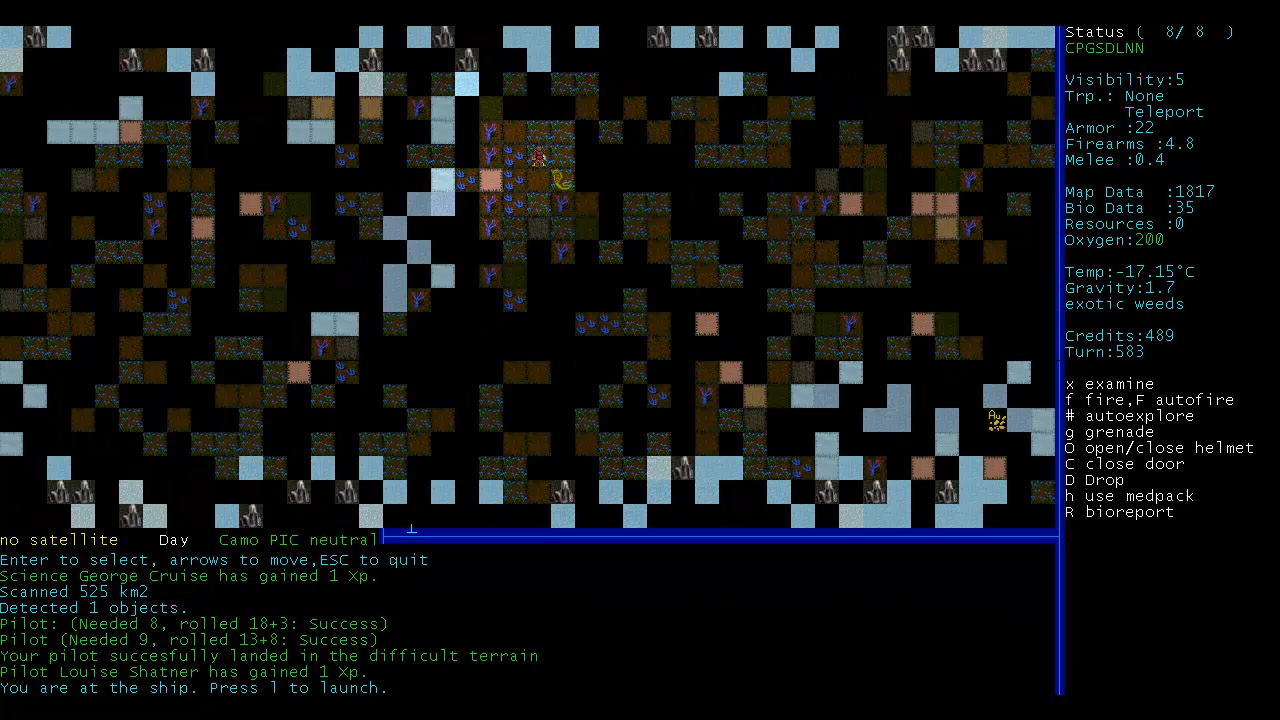 Status (  8/ 8  )
CPGSDLNN
Visibility:5
Trp.: None
Teleport
Armor :22
Firearms :4.8
Melee :0.4
Map Data  :1817
Bio Data  :35
Resources :0
Oxygen:200
Temp:-17.15°C
Gravity:1.7
exotic weeds
Credits:489
Turn:583
x examine
f fire,F autofire
# autoexplore
g grenade
O open/close helmet
C close door
D Drop
h use medpack
R bioreport
Au
no satellite    Day    Camo PIC neutral
Enter to select, arrows to move,ESC to quit
Science George Cruise has gained 1 Xp.
Scanned 525 km2
Detected 1 objects.
Pilot: (Needed 8, rolled 18+3: Success)
Pilot (Needed 9, rolled 13+8: Success)
Your pilot succesfully landed in the difficult terrain
Pilot Louise Shatner has gained 1 Xp.
You are at the ship. Press l to launch.